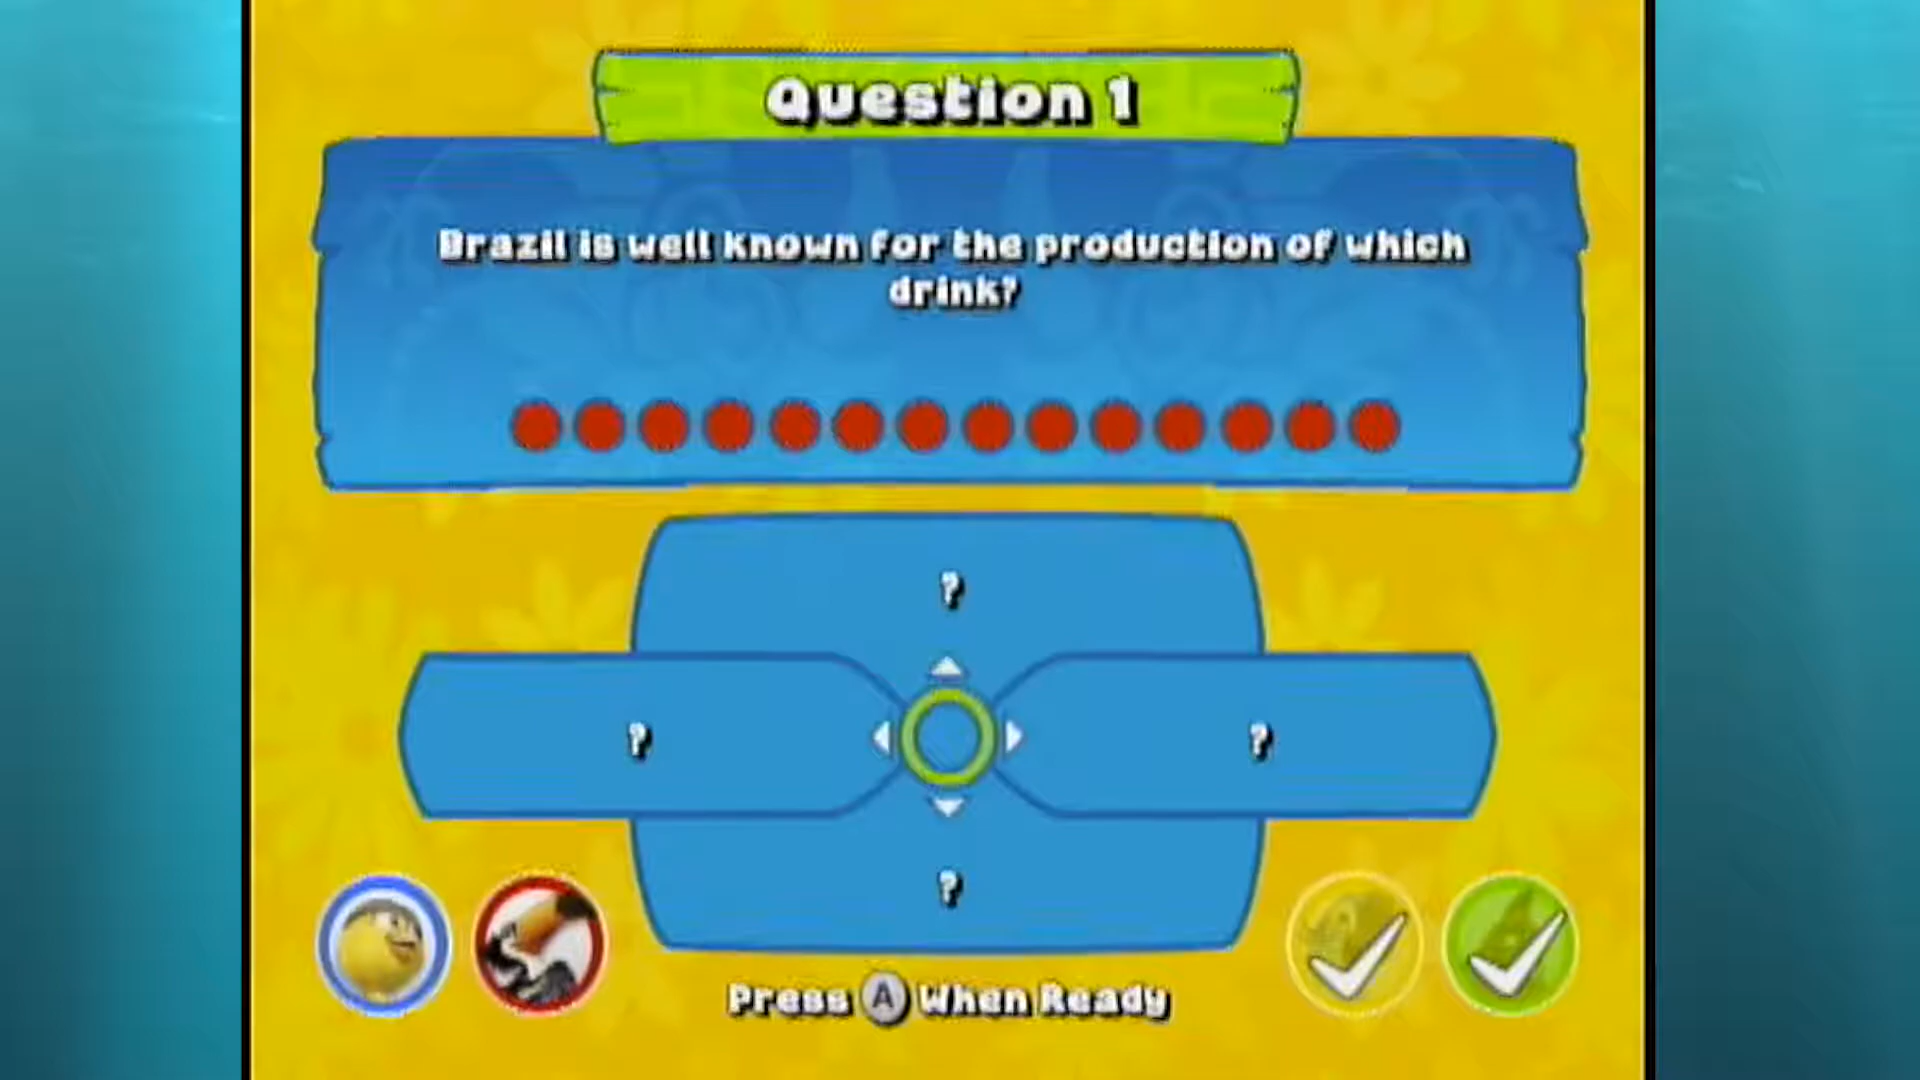 Question 1
Brazil is well known for the production of which
drink?
?
?
?
?
Press A When Ready